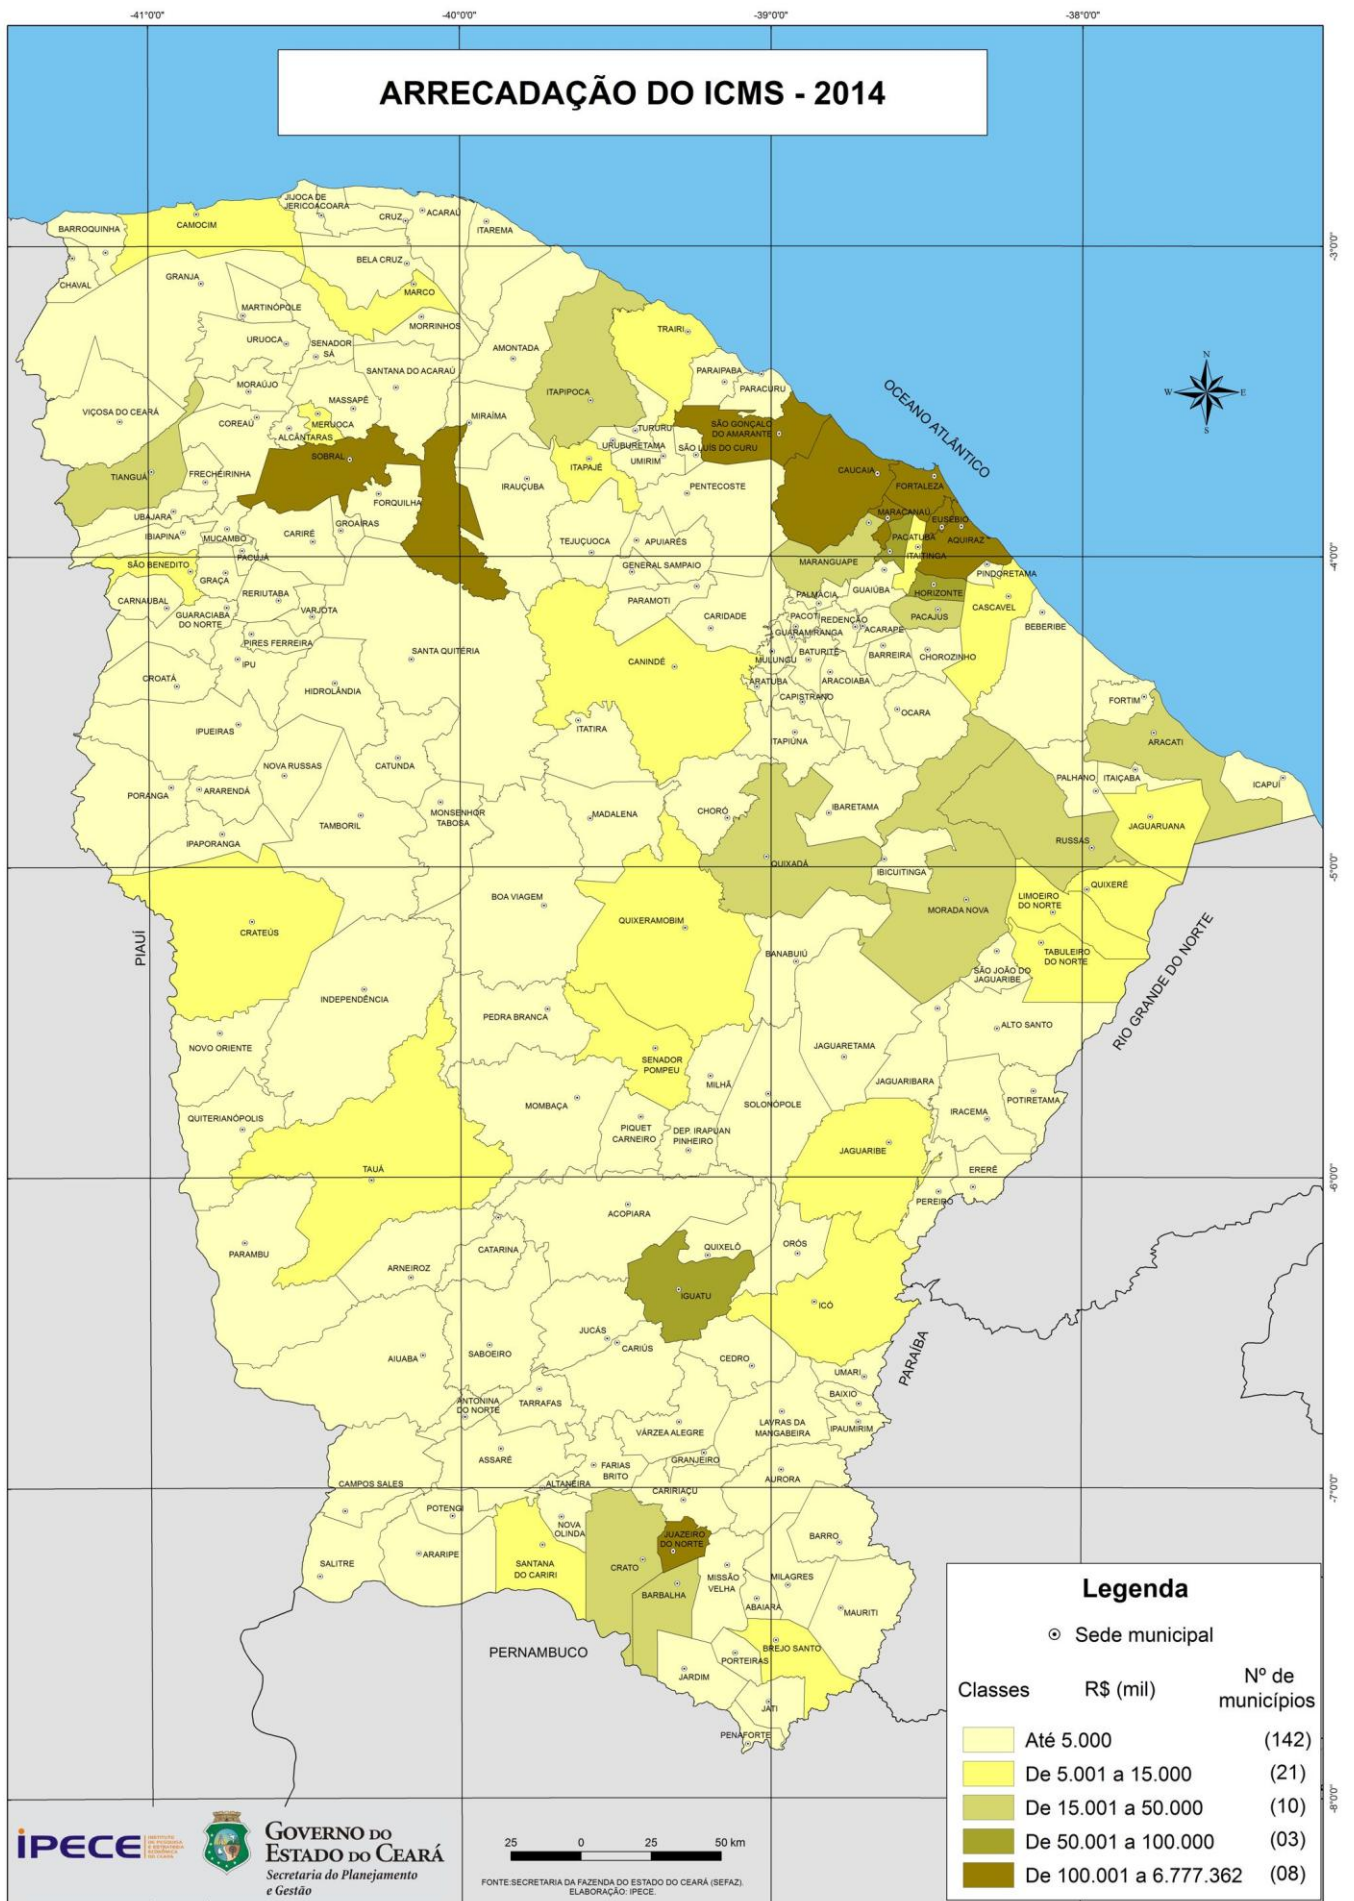 -41°0'0"
-40°0'0"
-39°0'0"
-38°0'0"
ARRECADAÇÃO DO ICMS - 2014
JIJOCA DE
JERICOACOARA
CRUZ
ACARAÚ
ITAREMA
BARROQUINHA
CAMOCIM
-3°0'0"
BELA CRUZ
CHAVAL
GRANJA
MARCO
MARTINÓPOLE
MORRINHOS
TRAIRI
URUOCA
SENADOR
SÁ
AMONTADA
PARAIPABA
PARACURU
SANTANA DO ACARAÚ
ITAPIPOCA
MORAÚJO
MASSAPÊ
VIÇOSA DO CEARÁ
COREAÚ
MERUOCA
ALCÂNTARAS
MIRAÍMA
TURURU
SÃO GONÇALO
DO AMARANTE
URUBURETAMA
SÃO LUÍS DO CURU
UMIRIM
OCEANO ATLÂNTICO
N
W
E
S
SOBRAL
ITAPAJÉ
TIANGUÁ
FRECHEIRINHA
CAUCAIA
FORTALEZA
IRAUÇUBA
PENTECOSTE
FORQUILHA
UBAJARA
GROAÍRAS
MARACANAÚ
EUSÉBIO
IBIAPINA
MUCAMBO
CARIRÉ
TEJUÇUOCA
APUIARÉS
PACATUBA
AQUIRAZ
PACUJÁ
ITAITINGA
-4°0'0"
SÃO BENEDITO
GENERAL SAMPAIO
MARANGUAPE
PINDORETAMA
GRAÇA
CARNAUBAL
RERIUTABA
PARAMOTI
PALMÁCIA
GUAIÚBA
HORIZONTE
CASCAVEL
GUARACIABA
DO NORTE
VARJOTA
CARIDADE
PACOTI
REDENÇÃO
PACAJUS
BEBERIBE
GUARAMIRANGA
ACARAPE
PIRES FERREIRA
SANTA QUITÉRIA
CANINDÉ
MULUNGU
BATURITÉ
BARREIRA
CHOROZINHO
IPU
CROATÁ
HIDROLÂNDIA
ARATUBA
ARACOIABA
CAPISTRANO
OCARA
FORTIM
IPUEIRAS
ITATIRA
ITAPIÚNA
ARACATI
NOVA RUSSAS
CATUNDA
PALHANO
ITAIÇABA
ICAPUÍ
PORANGA
ARARENDÁ
MONSENHOR
TABOSA
MADALENA
CHORÓ
IBARETAMA
TAMBORIL
JAGUARUANA
IPAPORANGA
RUSSAS
QUIXADÁ
-5°0'0"
IBICUITINGA
QUIXERÉ
BOA VIAGEM
LIMOEIRO
DO NORTE
MORADA NOVA
CRATEÚS
QUIXERAMOBIM
PIAUÍ
BANABUIÚ
TABULEIRO
DO NORTE
SÃO JOÃO DO
JAGUARIBE
RIO GRANDE DO NORTE
INDEPENDÊNCIA
PEDRA BRANCA
ALTO SANTO
NOVO ORIENTE
SENADOR
POMPEU
JAGUARETAMA
MILHÃ
JAGUARIBARA
POTIRETAMA
MOMBAÇA
SOLONÓPOLE
QUITERIANÓPOLIS
PIQUET
CARNEIRO
DEP. IRAPUAN
PINHEIRO
IRACEMA
JAGUARIBE
TAUÁ
ERERÊ
-6°0'0"
PEREIRO
ACOPIARA
PARAMBU
CATARINA
QUIXELÔ
ORÓS
ARNEIROZ
IGUATU
ICÓ
JUCÁS
CARIÚS
PARAÍBA
AIUABA
SABOEIRO
CEDRO
UMARI
BAIXIO
ANTONINA
DO NORTE
TARRAFAS
LAVRAS DA
MANGABEIRA
IPAUMIRIM
VÁRZEA ALEGRE
ASSARÉ
GRANJEIRO
FARIAS
BRITO
AURORA
CAMPOS SALES
ALTANEIRA
CARIRIAÇU
-7°0'0"
POTENGI
NOVA
OLINDA
JUAZEIRO
DO NORTE
BARRO
ARARIPE
SALITRE
SANTANA
DO CARIRI
CRATO
MISSÃO
VELHA
MILAGRES
BARBALHA
ABAIARA
MAURITI
PERNAMBUCO
BREJO SANTO
PORTEIRAS
JARDIM
JATI
PENAFORTE
Legenda
Sede municipal
Classes R$ (mil) Nº de
municípios
Até 5.000 (142)
De 5.001 a 15.000 (21)
De 15.001 a 50.000 (10)
De 50.001 a 100.000 (03)
De 100.001 a 6.777.362 (08)
-8°0'0"
IPECE
INSTITUTO
DE PESQUISA
E ESTRATÉGIA
ECONÔMICA
DO CEARÁ
GOVERNO DO
ESTADO DO CEARÁ
Secretaria do Planejamento
e Gestão
25 0 25 50 km
FONTE:SECRETARIA DA FAZENDA DO ESTADO DO CEARÁ (SEFAZ).
ELABORAÇÃO: IPECE.